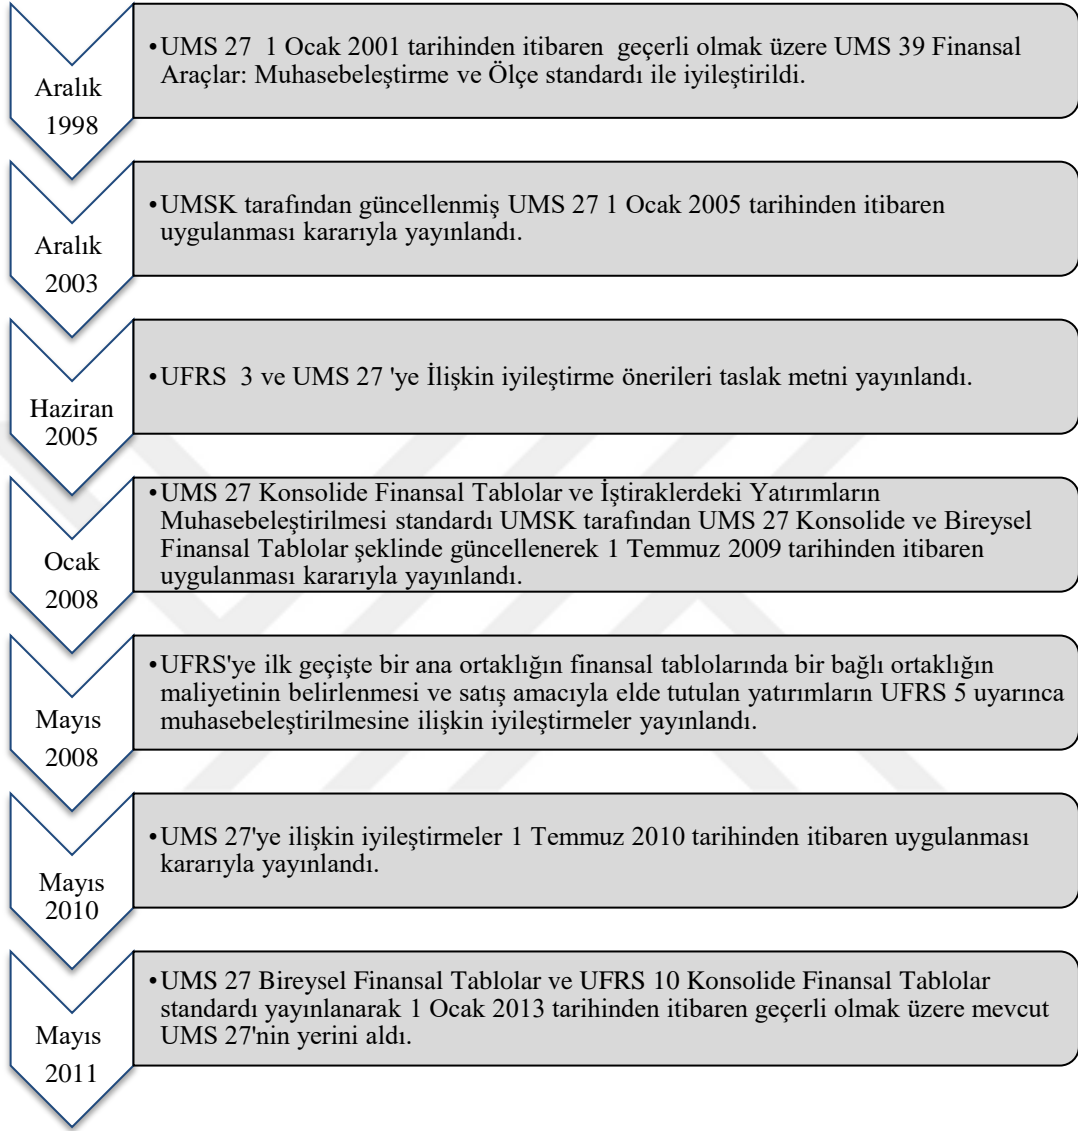 Aralık
1998
•UMS 27 1 Ocak 2001 tarihinden itibaren geçerli olmak üzere UMS 39 Finansal
Araçlar: Muhasebeleştirme ve Ölçe standardı ile iyileştirildi.
Aralık
2003
•UMSK tarafından güncellenmiş UMS 27 1 Ocak 2005 tarihinden itibaren
uygulanması kararıyla yayınlandı.
Haziran
2005
•UFRS 3 ve UMS 27 'ye İlişkin iyileştirme önerileri taslak metni yayınlandı.
Ocak
2008
•UMS 27 Konsolide Finansal Tablolar ve İştiraklerdeki Yatırımların
Muhasebeleştirilmesi standardı UMSK tarafından UMS 27 Konsolide ve Bireysel
Finansal Tablolar şeklinde güncellenerek 1 Temmuz 2009 tarihinden itibaren
uygulanması kararıyla yayınlandı.
Mayıs
2008
•UFRS'ye ilk geçişte bir ana ortaklığın finansal tablolarında bir bağlı ortaklığın
maliyetinin belirlenmesi ve satış amacıyla elde tutulan yatırımların UFRS 5 uyarınca
muhasebeleştirilmesine ilişkin iyileştirmeler yayınlandı.
Mayıs
2010
•UMS 27'ye ilişkin iyileştirmeler 1 Temmuz 2010 tarihinden itibaren uygulanması
kararıyla yayınlandı.
Mayıs
2011
•UMS 27 Bireysel Finansal Tablolar ve UFRS 10 Konsolide Finansal Tablolar
standardı yayınlanarak 1 Ocak 2013 tarihinden itibaren geçerli olmak üzere mevcut
UMS 27'nin yerini aldı.